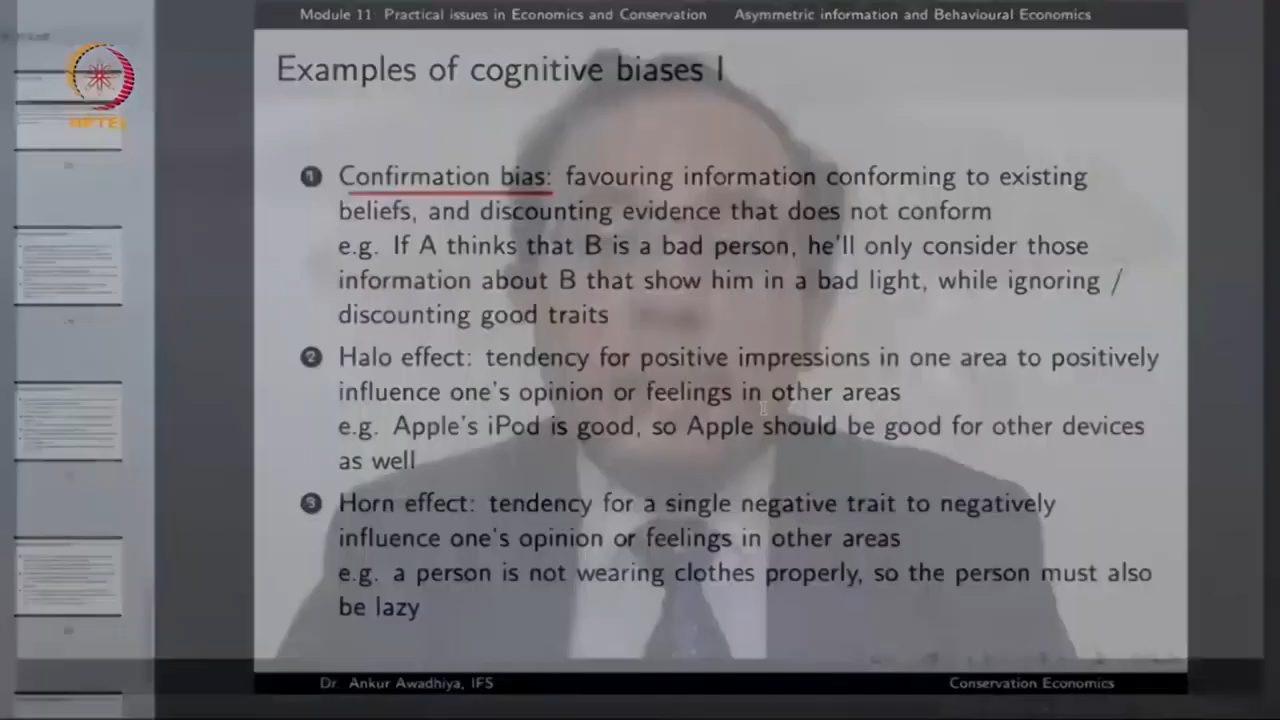 Module 11: Practical issues in Economics and Conservation Asymmetric information and Behavioural Economics
NPTEL
Examples of cognitive biases I
1 Confirmation bias: favouring information conforming to existing
beliefs, and discounting evidence that does not conform
e.g. If A thinks that B is a bad person, he'll only consider those
information about B that show him in a bad light, while ignoring /
discounting good traits
2 Halo effect: tendency for positive impressions in one area to positively
influence one's opinion or feelings in other areas
e.g. Apple's iPod is good, so Apple should be good for other devices
as well
3 Horn effect: tendency for a single negative trait to negatively
influence one's opinion or feelings in other areas
e.g. a person is not wearing clothes properly, so the person must also
be lazy
Dr. Ankur Awadhiya, IFS Conservation Economics